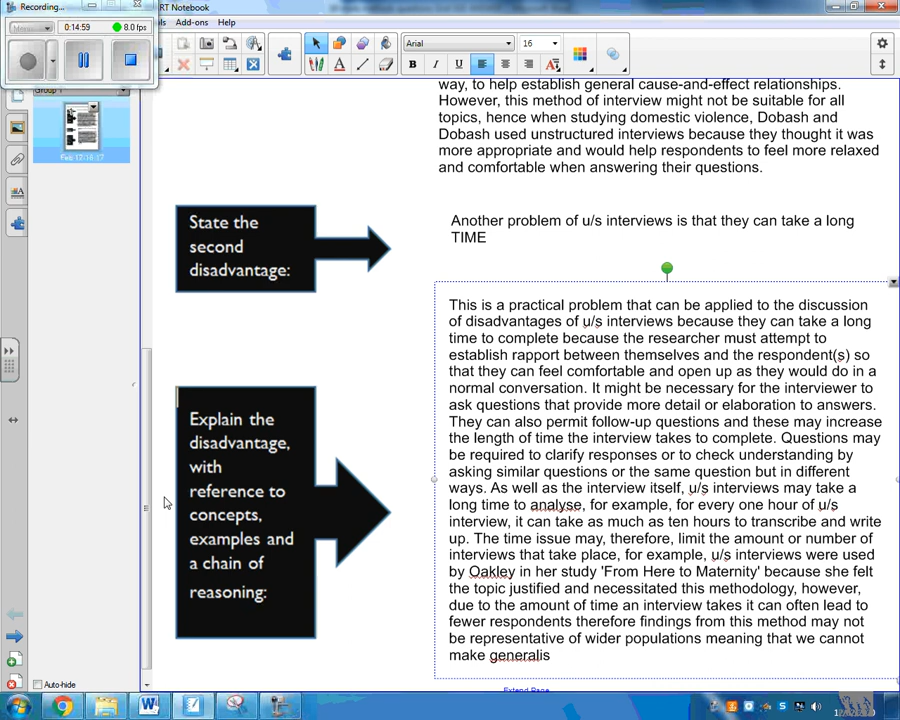 Recording...
RT Notebook
0:14:59
8.0 fps
ls Add-ons Help
Arial
16
Group 1
Feb 12-16:27
way, to help establish general cause-and-effect relationships.
However, this method of interview might not be suitable for all
topics, hence when studying domestic violence, Dobash and
Dobash used unstructured interviews because they thought it was
more appropriate and would help respondents to feel more relaxed
and comfortable when answering their questions.
State the
second
disadvantage:
Another problem of u/s interviews is that they can take a long
TIME
Explain the
disadvantage,
with
reference to
concepts,
examples and
a chain of
reasoning:
This is a practical problem that can be applied to the discussion
of disadvantages of u/s interviews because they can take a long
time to complete because the researcher must attempt to
establish rapport between themselves and the respondent(s) so
that they can feel comfortable and open up as they would do in a
normal conversation. It might be necessary for the interviewer to
ask questions that provide more detail or elaboration to answers.
They can also permit follow-up questions and these may increase
the length of time the interview takes to complete. Questions may
be required to clarify responses or to check understanding by
asking similar questions or the same question but in different
ways. As well as the interview itself, u/s interviews may take a
long time to analyse, for example, for every one hour of u/s
interview, it can take as much as ten hours to transcribe and write
up. The time issue may, therefore, limit the amount or number of
interviews that take place, for example, u/s interviews were used
by Oakley in her study 'From Here to Maternity' because she felt
the topic justified and necessitated this methodology, however,
due to the amount of time an interview takes it can often lead to
fewer respondents therefore findings from this method may not
be representative of wider populations meaning that we cannot
make generalis
Auto-hide
Extend Page